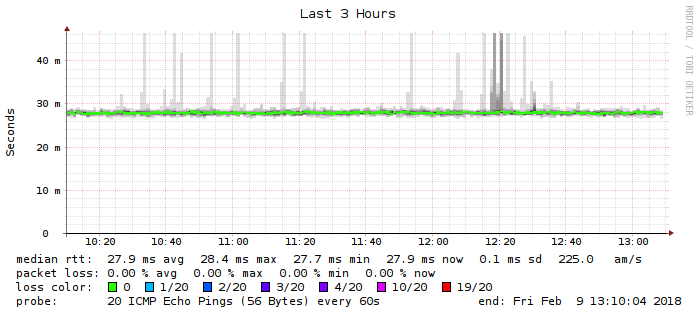 Last 3 Hours
RRDTOOL / TOBI OETIKER
Seconds
40 m
30 m
20 m
10 m
0
10:20 10:40 11:00 11:20 11:40 12:00 12:20 12:40 13:00
median rtt: 27.9 ms avg 28.4 ms max 27.7 ms min 27.9 ms now 0.1 ms sd 225.0 am/s
packet loss: 0.00 % avg 0.00 % max 0.00 % min 0.00 % now
loss color: 0 1/20 2/20 3/20 4/20 10/20 19/20
probe: 20 ICMP Echo Pings (56 Bytes) every 60s end: Fri Feb 9 13:10:04 2018